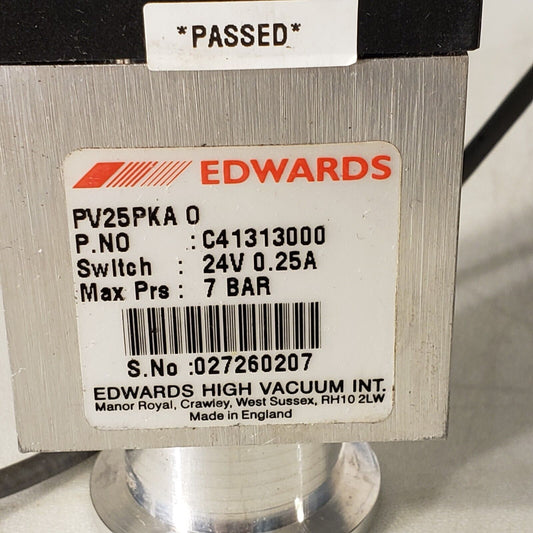 *PASSED*
EDWARDS
PV25PKA O
P.NO : C41313000
Switch : 24V 0.25A
Max Prs : 7 BAR
S.No :027260207
EDWARDS HIGH VACUUM INT.
Manor Royal, Crawley, West Sussex, RH10 2LW
Made in England